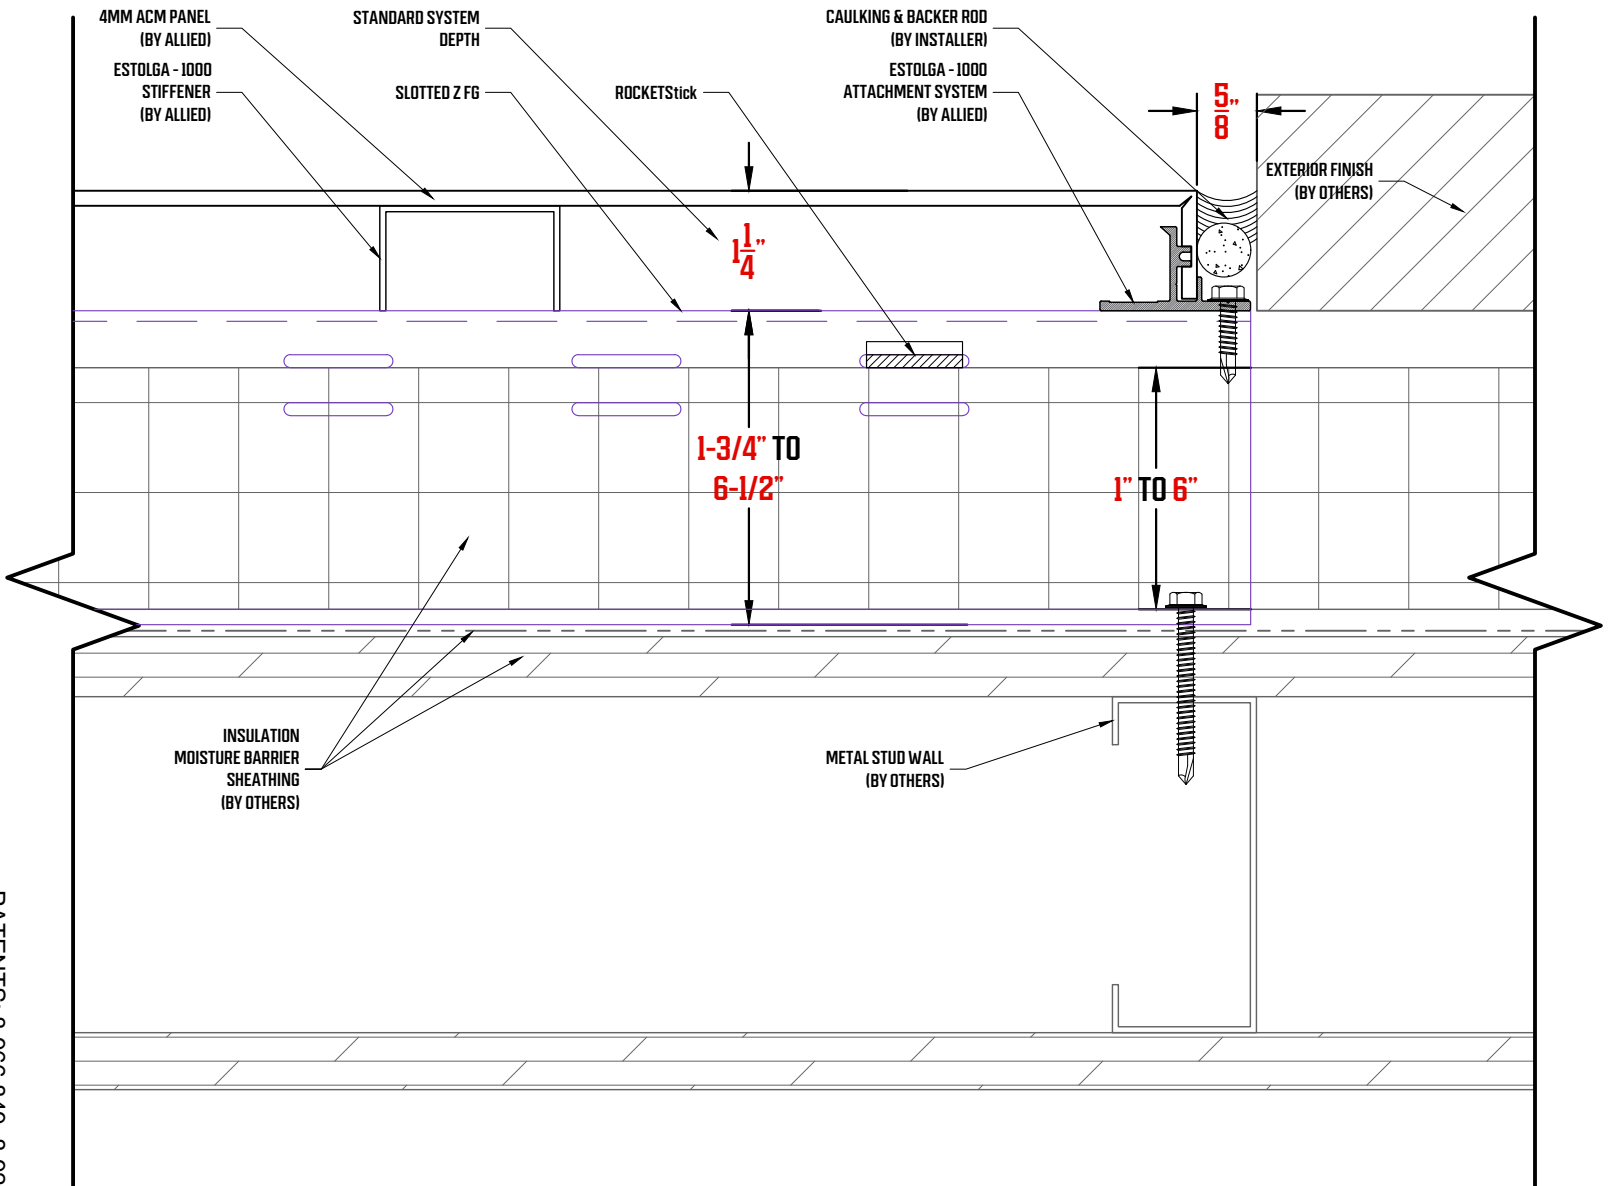 4MM ACM PANEL
(BY ALLIED)
ESTOLGA - 1000
STIFFENER
(BY ALLIED)
STANDARD SYSTEM
DEPTH
SLOTTED Z FG
ROCKETStick
CAULKING & BACKER ROD
(BY INSTALLER)
ESTOLGA - 1000
ATTACHMENT SYSTEM
(BY ALLIED)
5/8"
EXTERIOR FINISH
(BY OTHERS)
1 1/4"
1-3/4" TO
6-1/2"
1" TO 6"
INSULATION
MOISTURE BARRIER
SHEATHING
(BY OTHERS)
METAL STUD WALL
(BY OTHERS)